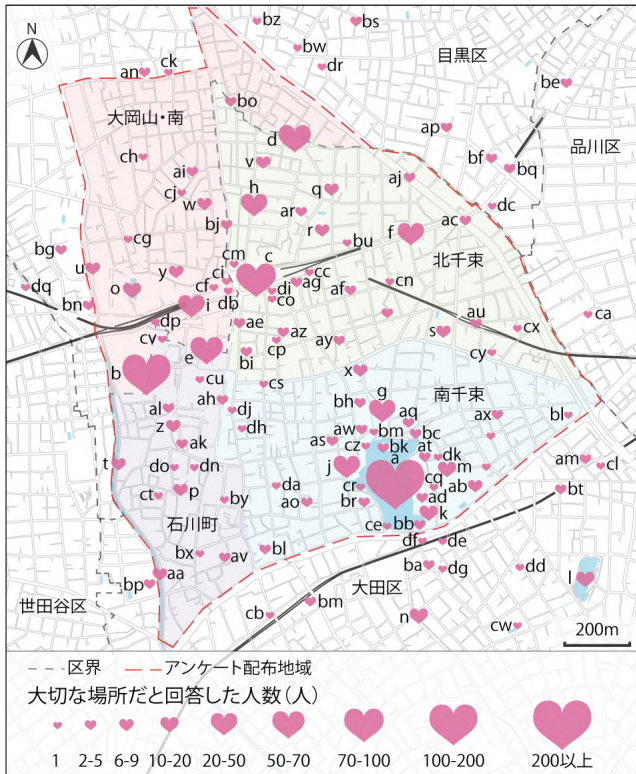 N
bz
bs
bw
dr
目黒区
an
ck
be
大岡山・南
bo
ap
品川区
d
ch
v
bf
bq
ai
h
q
aj
cj
w
ar
dc
ac
bj
r
f
cg
bu
bg
cm
c
北千束
u
y
cc
dq
o
cf
ci
di
ag
af
cn
bn
i
db
co
ca
dp
ae
az
s
au
cx
cv
e
bi
cp
ay
cy
b
cu
cs
x
南千束
al
ah
dj
bh
g
ax
bl
z
dh
aw
bm
aq
bc
ak
as
cz
bk
t
do
dn
j
a
at
dk
m
am
cl
ct
p
by
da
cr
cq
ab
bt
ao
br
ad
k
石川町
ce
bb
bx
av
bl
df
de
bp
aa
ba
dg
dd
l
世田谷区
大田区
cb
bm
n
cw
200m
区界
アンケート配布地域
大切な場所だと回答した人数(人)
1 2-5 6-9 10-20 20-50 50-70 70-100 100-200 200以上